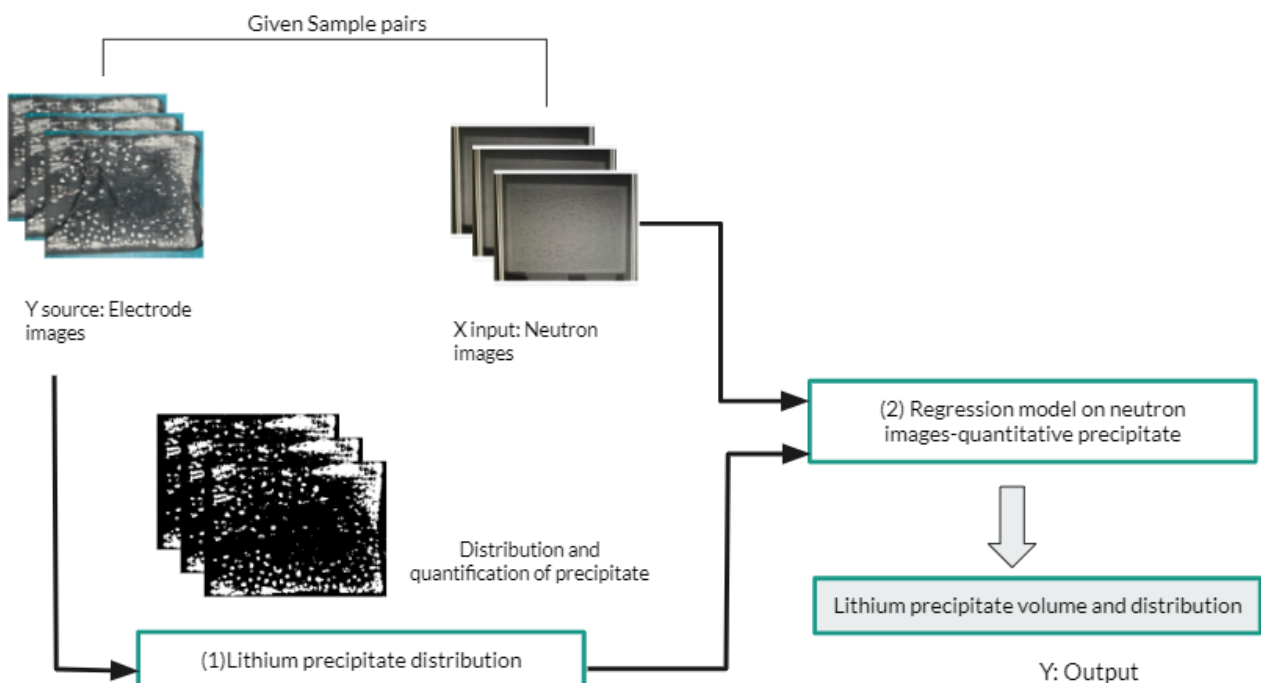 Given Sample pairs
Y source: Electrode
images
X input: Neutron
images
(2) Regression model on neutron
images-quantitative precipitate
Distribution and
quantification of precipitate
Lithium precipitate volume and distribution
(1)Lithium precipitate distribution
Y: Output